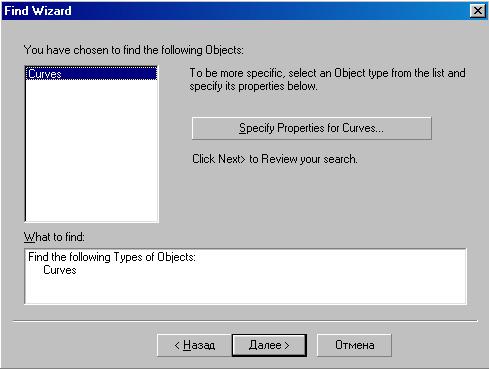 Find Wizard
You have chosen to find the following Objects:
Curves
To be more specific, select an Object type from the list and
specify its properties below.
Specify Properties for Curves...
Click Next> to Review your search.
What to find:
Find the following Types of Objects:
Curves
< Назад
Далее >
Отмена